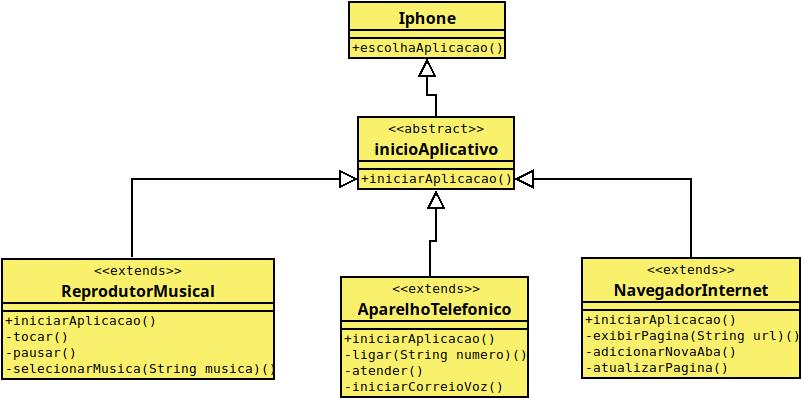 Iphone
+escolhaAplicacao()
<<abstract>>
inicioAplicativo
+iniciarAplicacao()
<<extends>>
ReprodutorMusical
+iniciarAplicacao()
-tocar()
-pausar()
-selecionarMusica(String musica)()
<<extends>>
AparelhoTelefonico
+iniciarAplicacao()
-ligar(String numero)()
-atender()
-iniciarCorreioVoz()
<<extends>>
NavegadorInternet
+iniciarAplicacao()
-exibirPagina(String url)()
-adicionarNovaAba()
-atualizarPagina()